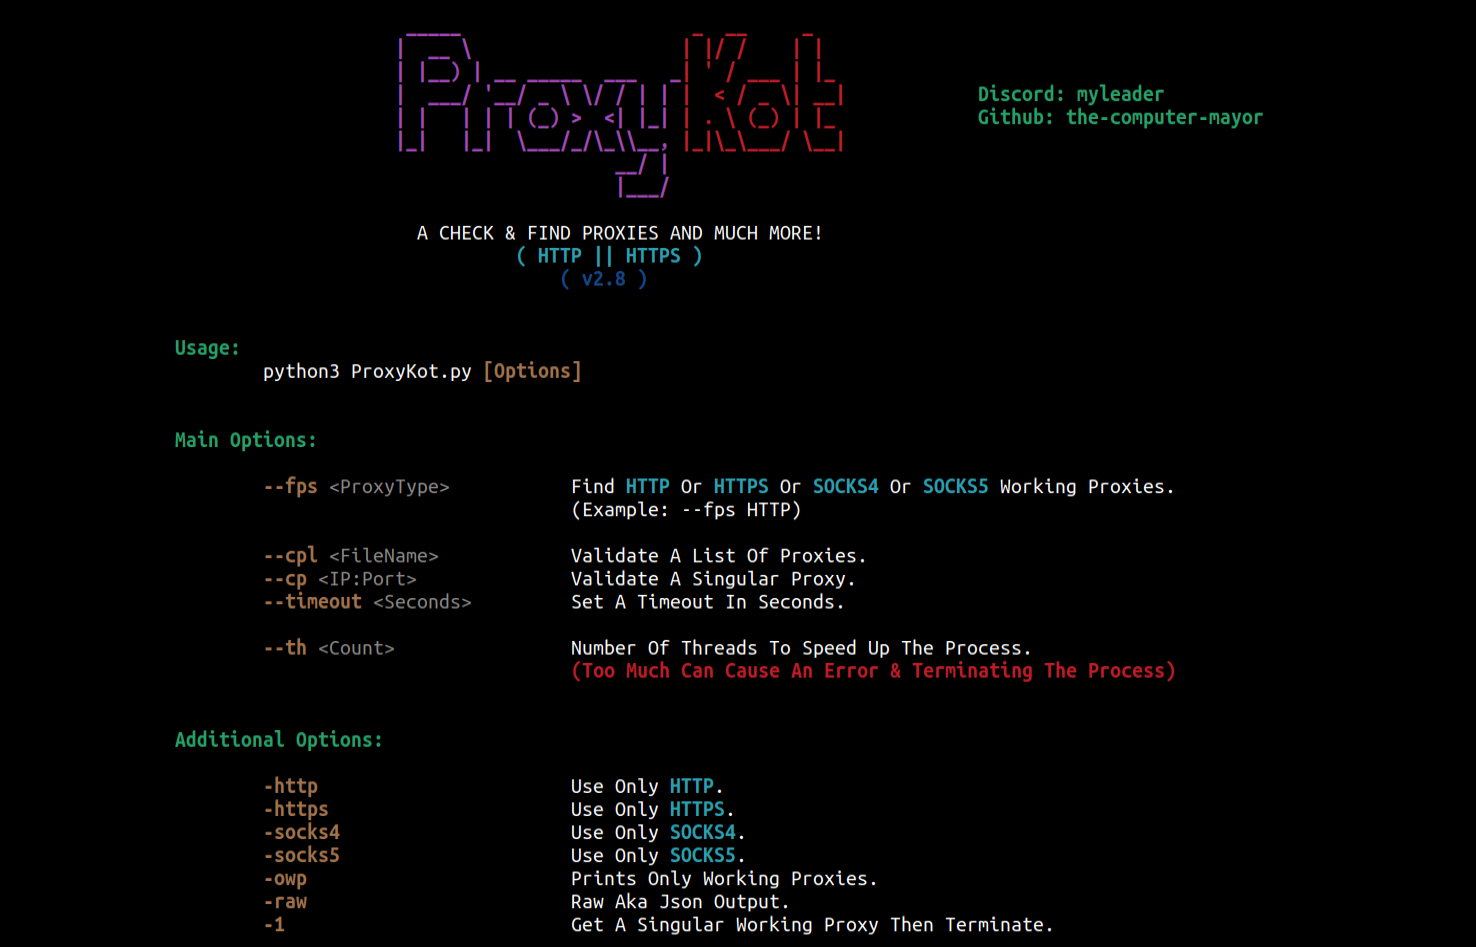 ProxyKot
Discord: myleader
Github: the-computer-mayor
A CHECK & FIND PROXIES AND MUCH MORE!
( HTTP || HTTPS )
( v2.8 )
Usage:
python3 ProxyKot.py [Options]
Main Options:
--fps <ProxyType> Find HTTP Or HTTPS Or SOCKS4 Or SOCKS5 Working Proxies.
(Example: --fps HTTP)
--cpl <FileName> Validate A List Of Proxies.
--cp <IP:Port> Validate A Singular Proxy.
--timeout <Seconds> Set A Timeout In Seconds.
--th <Count> Number Of Threads To Speed Up The Process.
(Too Much Can Cause An Error & Terminating The Process)
Additional Options:
-http Use Only HTTP.
-https Use Only HTTPS.
-socks4 Use Only SOCKS4.
-socks5 Use Only SOCKS5.
-owp Prints Only Working Proxies.
-raw Raw Aka Json Output.
-1 Get A Singular Working Proxy Then Terminate.